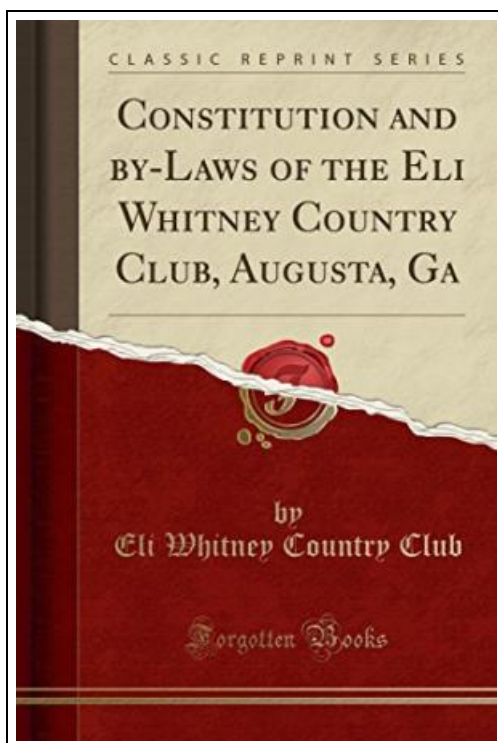 CLASSIC REPRINT SERIES
CONSTITUTION AND
BY-LAWS OF THE ELI
WHITNEY COUNTRY
CLUB, AUGUSTA, GA
F
by
Eli Whitney Country Club
Forgotten Books